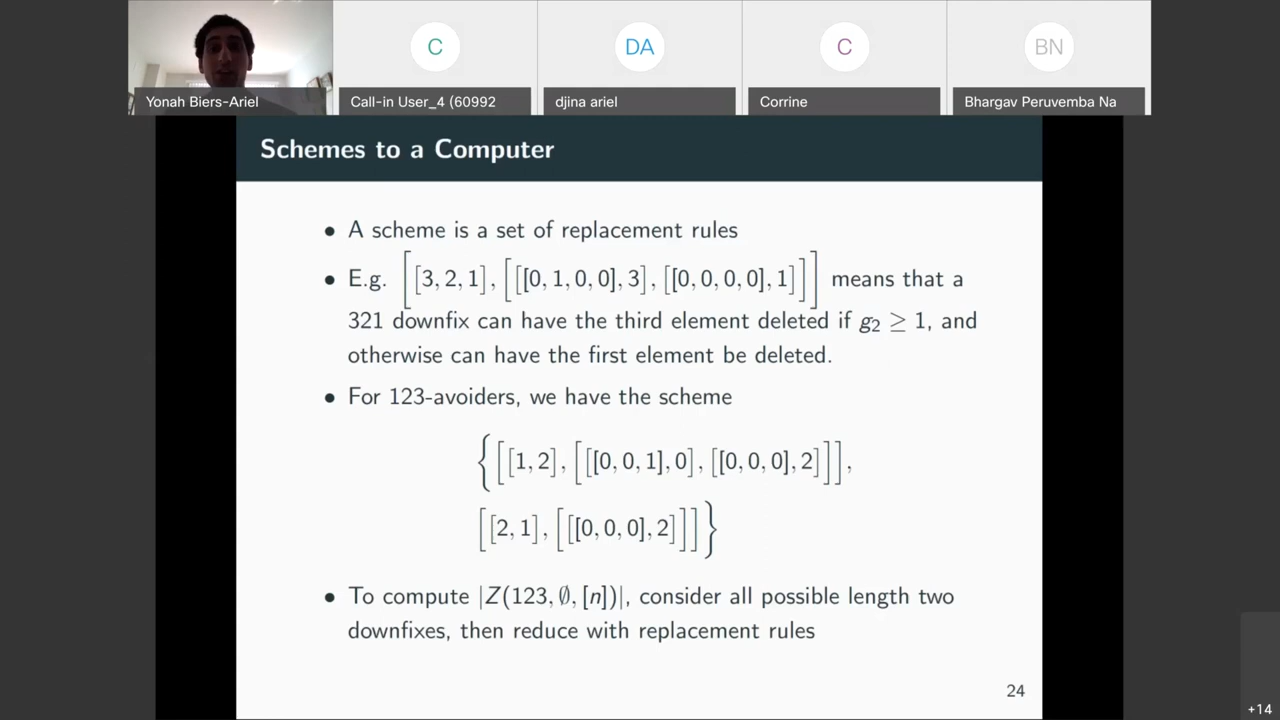 C
DA
C
BN
Yonah Biers-Ariel
Call-in User_4 (60992
djina ariel
Corrine
Bhargav Peruvemba Na
Schemes to a Computer
• A scheme is a set of replacement rules
• E.g. [[3, 2, 1], [[[0, 1, 0, 0], 3], [[0, 0, 0, 0], 1]]] means that a
321 downfix can have the third element deleted if g₂ ≥ 1, and
otherwise can have the first element be deleted.
• For 123-avoiders, we have the scheme
{[[1, 2], [[[0, 0, 1], 0], [[0, 0, 0], 2]]],
[[2, 1], [[[0, 0, 0], 2]]]}
• To compute |Z(123, ∅, [n])|, consider all possible length two
downfixes, then reduce with replacement rules
24
+14